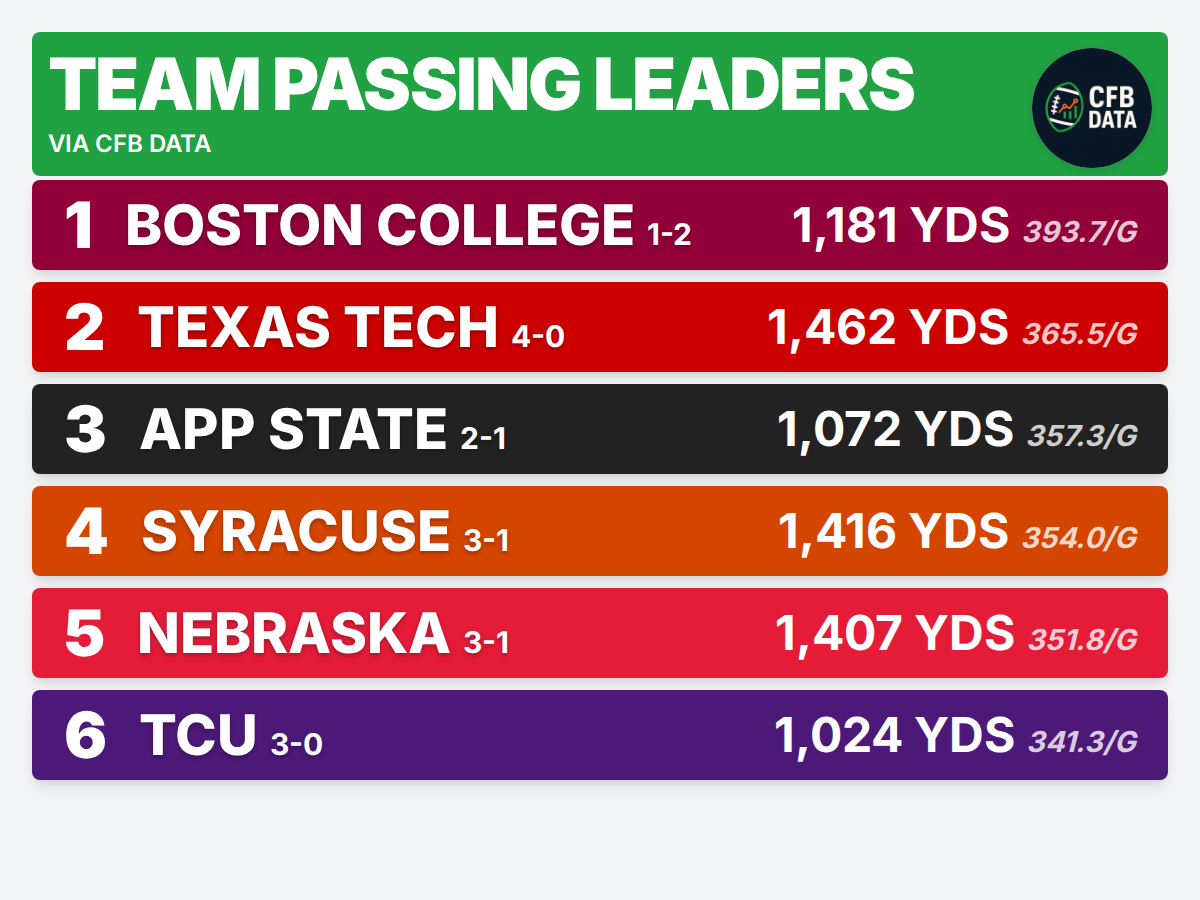 TEAM PASSING LEADERS
VIA CFB DATA
CFB
DATA
1 BOSTON COLLEGE 1-2 1,181 YDS 393.7/G
2 TEXAS TECH 4-0 1,462 YDS 365.5/G
3 APP STATE 2-1 1,072 YDS 357.3/G
4 SYRACUSE 3-1 1,416 YDS 354.0/G
5 NEBRASKA 3-1 1,407 YDS 351.8/G
6 TCU 3-0 1,024 YDS 341.3/G